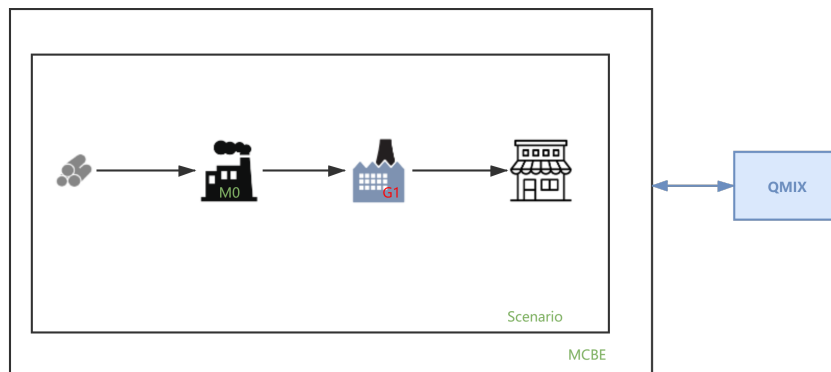 M0
G1
QMIX
Scenario
MCBE